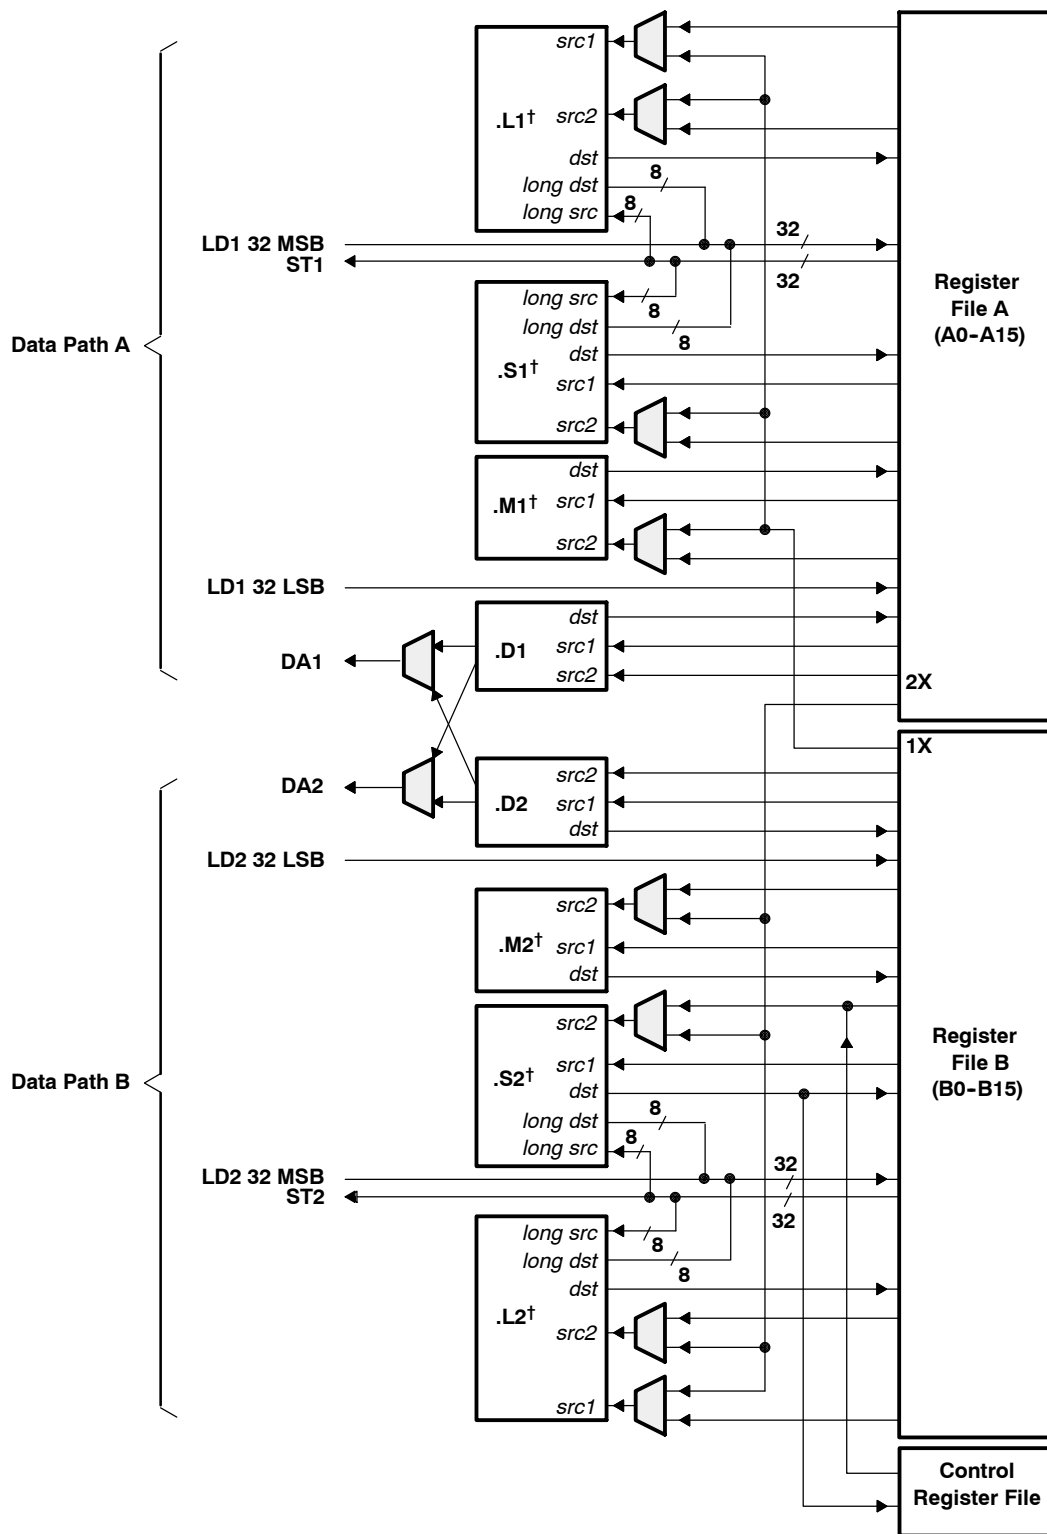 src1
.L1† src2
dst
8
long dst
8
long src
LD1 32 MSB
32
ST1
32
Register
File A
(A0-A15)
long src
8
long dst
8
Data Path A
dst
.S1†
src1
src2
dst
.M1† src1
src2
LD1 32 LSB
dst
DA1
.D1 src1
src2
2X
1X
DA2
src2
.D2 src1
dst
LD2 32 LSB
src2
.M2† src1
dst
src2
Register
File B
(B0-B15)
src1
Data Path B
.S2†
dst
8
long dst
8
long src
LD2 32 MSB
32
ST2
32
long src
8
long dst
8
dst
.L2†
src2
src1
Control
Register File